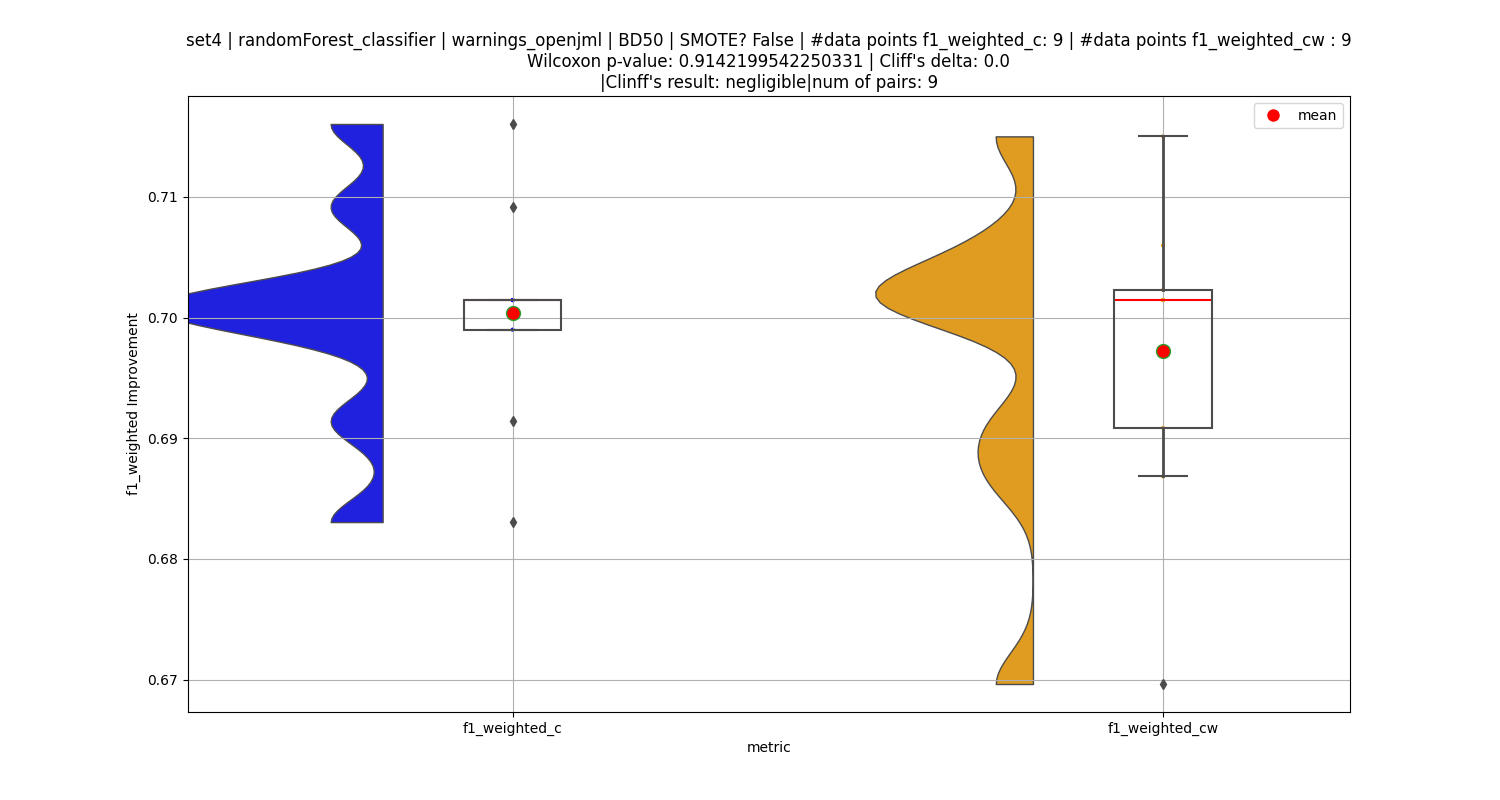 set4 | randomForest_classifier | warnings_openjml | BD50 | SMOTE? False | #data points f1_weighted_c: 9 | #data points f1_weighted_cw : 9
Wilcoxon p-value: 0.9142199542250331 | Cliff's delta: 0.0
|Clinff's result: negligible|num of pairs: 9
mean
0.71
0.70
0.69
0.68
0.67
f1_weighted Improvement
f1_weighted_c
f1_weighted_cw
metric